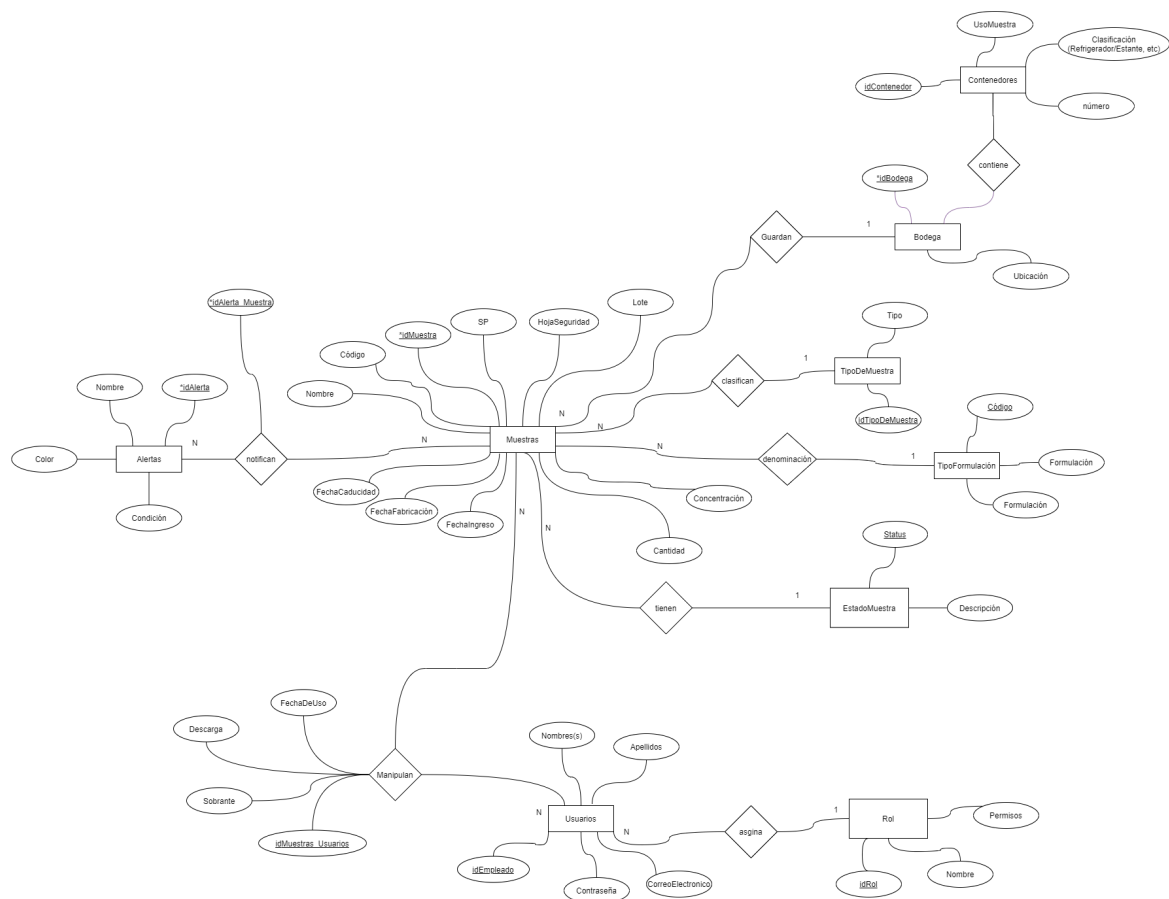 UsoMuestra
Clasificación
(Refrigerador/Estante, etc)
idContenedor
Contenedores
número
contiene
*idBodega
Guardan
1
Bodega
Ubicación
*idAlerta_Muestra
Lote
SP
HojaSeguridad
*idMuestra
Código
Nombre
Tipo
1
TipoDeMuestra
clasifican
idTipoDeMuestra
Nombre
*idAlerta
N
N
Código
Color
Alertas
N
notifican
N
Muestras
N
denominación
1
TipoFormulación
Formulación
Formulación
FechaCaducidad
FechaFabricación
FechaIngreso
Concentración
Condición
N
N
Cantidad
Status
tienen
1
EstadoMuestra
Descripción
FechaDeUso
Descarga
Nombres(s)
Apellidos
Manipulan
Sobrante
idMuestras_Usuarios
N
Usuarios
N
asgina
1
Rol
Permisos
idEmpleado
Contraseña
CorreoElectronico
idRol
Nombre